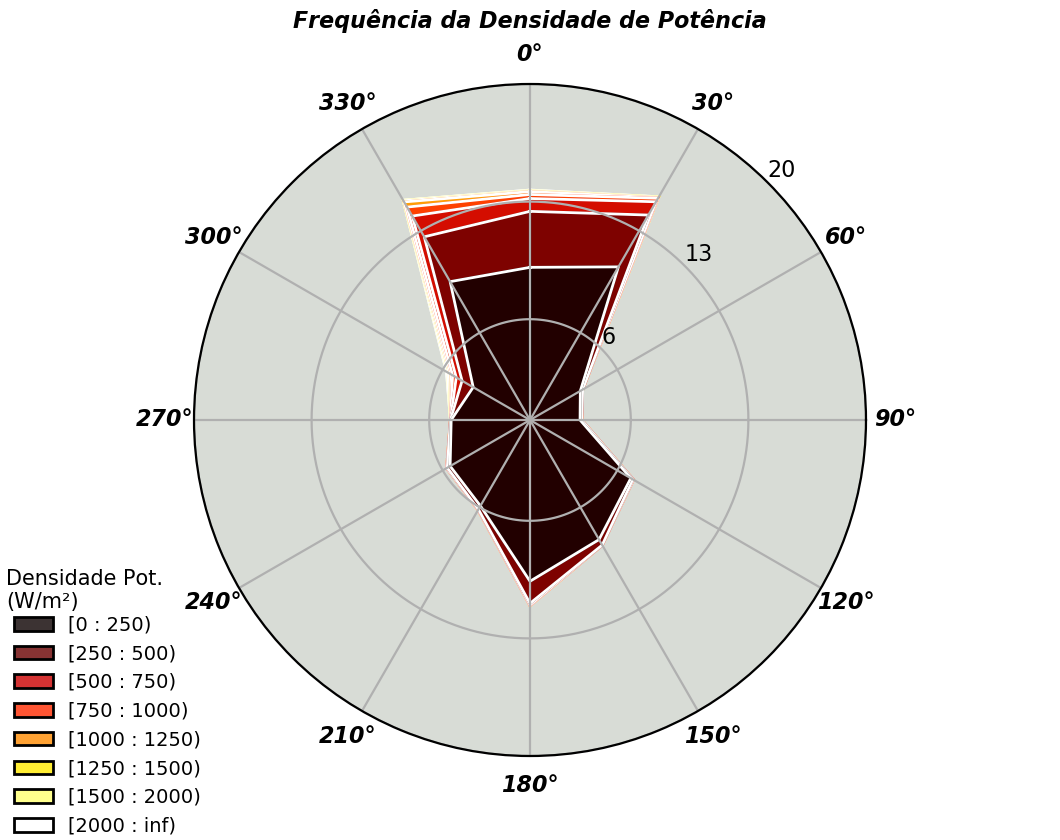 Frequência da Densidade de Potência
0°
330°
30°
20
300°
60°
13
6
270°
90°
240°
120°
210°
150°
180°
Densidade Pot.
(W/m²)
[0 : 250)
[250 : 500)
[500 : 750)
[750 : 1000)
[1000 : 1250)
[1250 : 1500)
[1500 : 2000)
[2000 : inf)